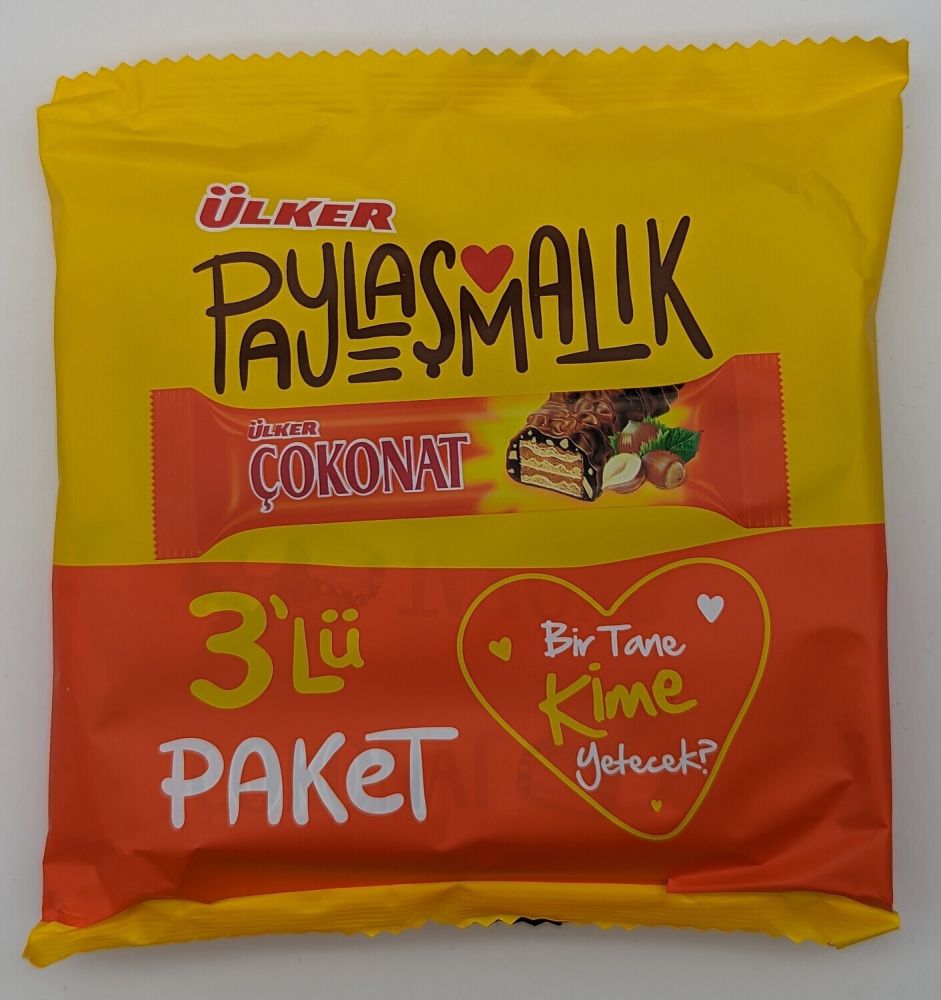 ÜLKER
PAYLAŞMALIK
ÜLKER
ÇOKONAT
3'LÜ
PAKeT
Bir Tane
Kime
Yetecek?